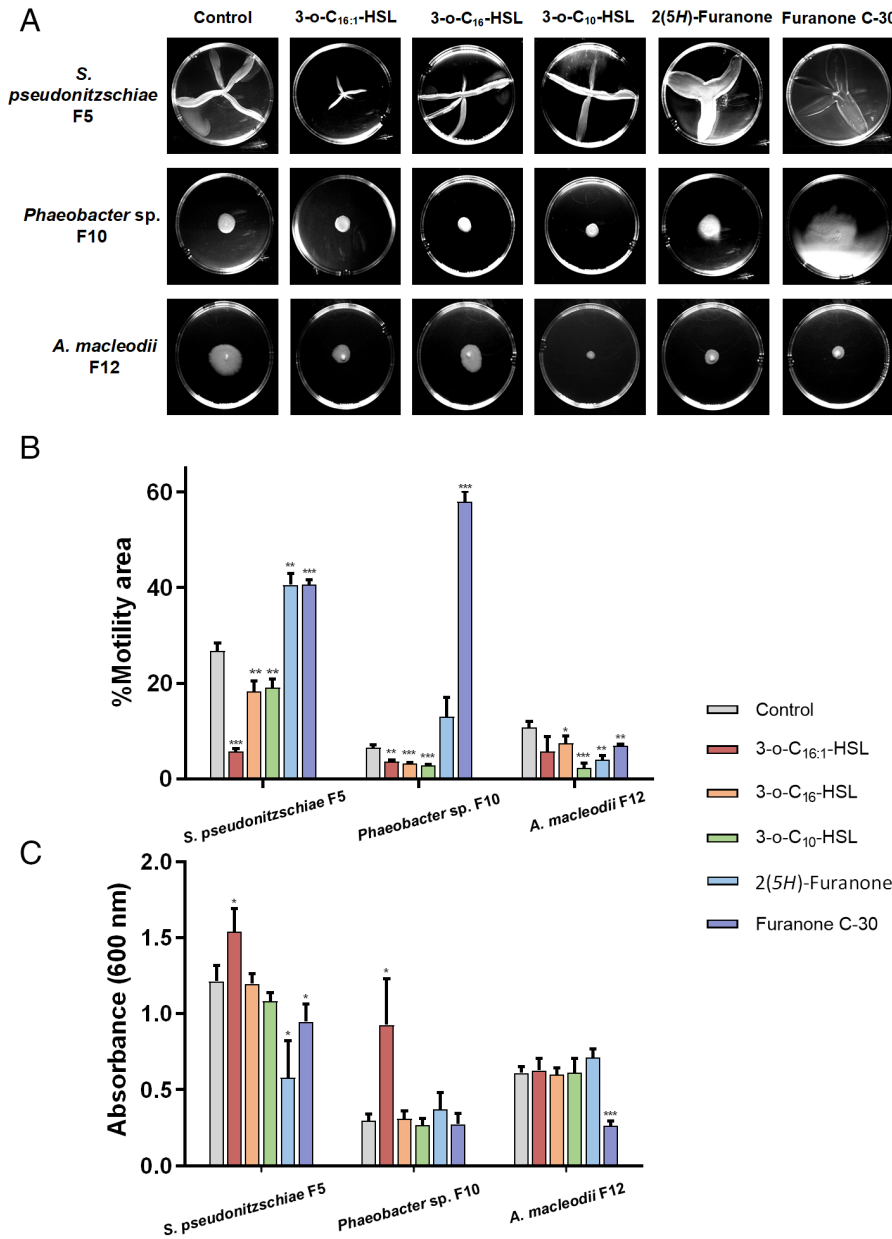 A
Control 3-o-C16:1-HSL 3-o-C16-HSL 3-o-C10-HSL 2(5H)-Furanone Furanone C-30
S.
pseudonitzschiae
F5
Phaeobacter sp.
F10
A. macleodii
F12
B
%Motility area
60
40
20
0
*** ** ** ** ***
** *** *** ***
* *** ** **
S. pseudonitzschiae F5 Phaeobacter sp. F10 A. macleodii F12
Control
3-o-C16:1-HSL
3-o-C16-HSL
3-o-C10-HSL
2(5H)-Furanone
Furanone C-30
C
Absorbance (600 nm)
2.0
1.5
1.0
0.5
0.0
* * *
*
***
S. pseudonitzschiae F5 Phaeobacter sp. F10 A. macleodii F12